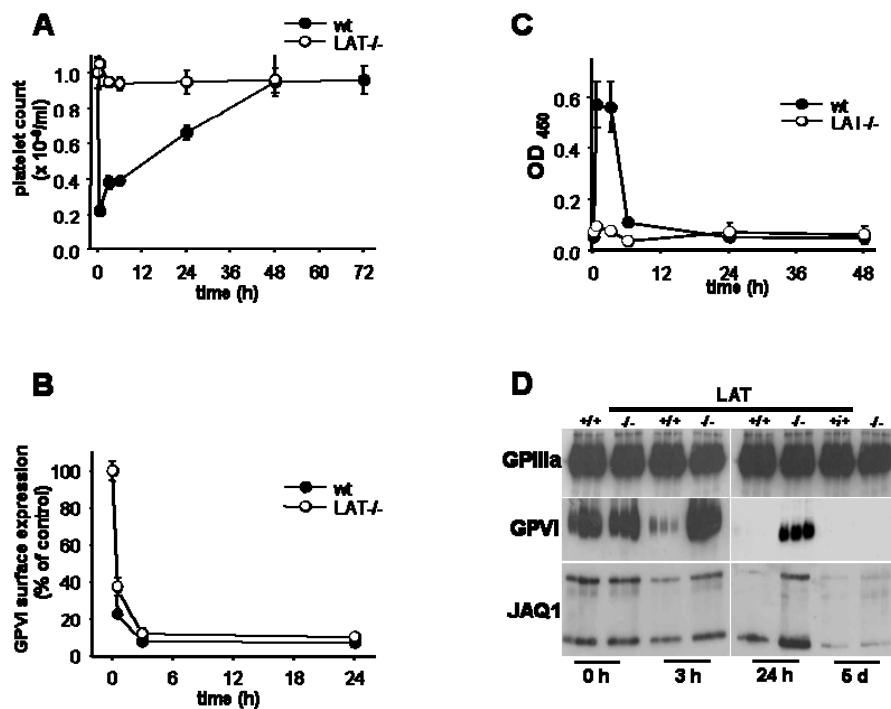 A
wt
LAT-/-
platelet count
(x 10⁻⁹/ml)
1.0
0.8
0.6
0.4
0.2
0.0
0 12 24 36 48 60 72
time (h)
C
wt
LAT-/-
OD 450
0.6
0.4
0.2
0.0
0 12 24 36 48
time (h)
B
wt
LAT-/-
GPVI surface expression
(% of control)
100
80
60
40
20
0
0 6 12 18 24
time (h)
D
LAT
+/+ -/- +/+ -/- +/+ -/- +/+ -/-
GPIIIa
GPVI
JAQ1
0 h 3 h 24 h 5 d